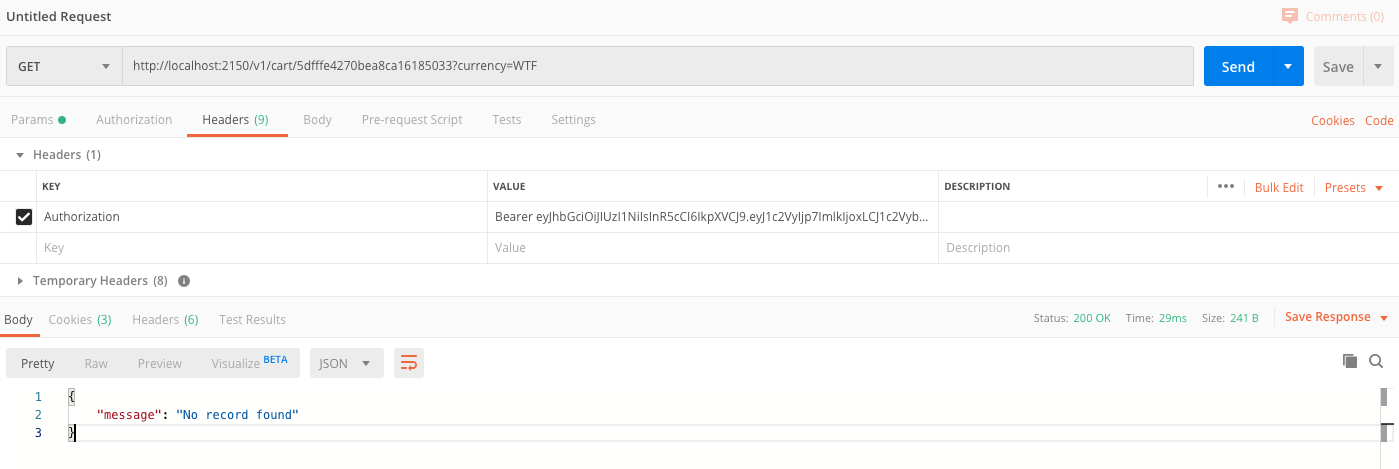 Untitled Request
Comments (0)
GET
http://localhost:2150/v1/cart/5dfffe4270bea8ca16185033?currency=WTF
Send
Save
Params
Authorization
Headers (9)
Body
Pre-request Script
Tests
Settings
Cookies
Code
Headers (1)
KEY
VALUE
DESCRIPTION
Bulk Edit
Presets
Authorization
Bearer eyJhbGciOiJIUzI1NiIsInR5cCI6IkpXVCJ9.eyJ1c2VyIjp7ImlkIjoxLCJ1c2Vyb...
Key
Value
Description
Temporary Headers (8)
Body
Cookies (3)
Headers (6)
Test Results
Status: 200 OK
Time: 29ms
Size: 241 B
Save Response
Pretty
Raw
Preview
Visualize BETA
JSON
1 {
2 "message": "No record found"
3 }